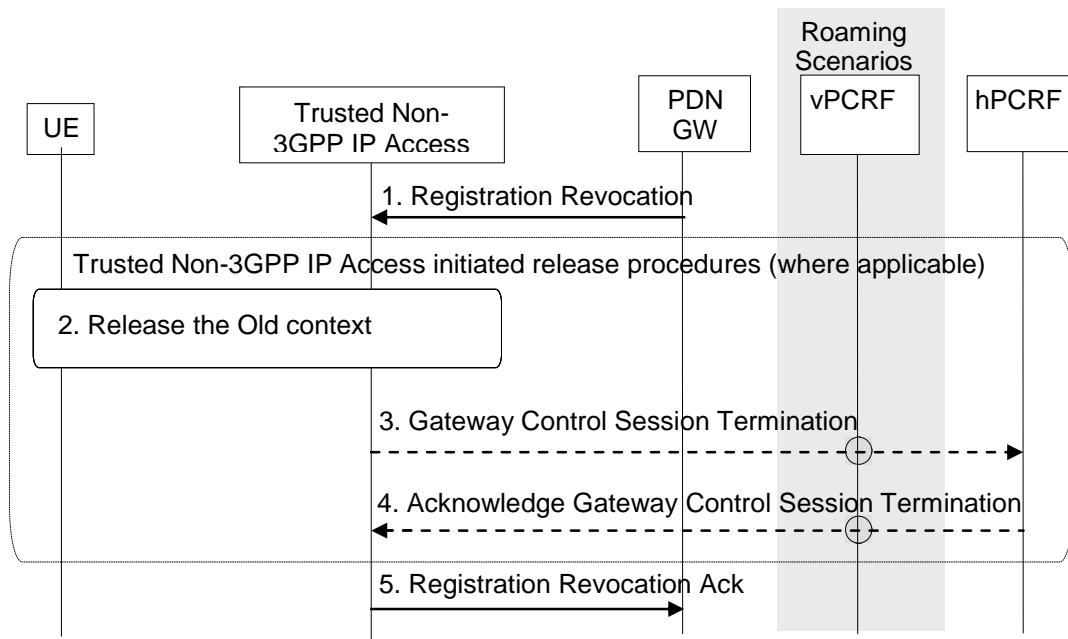 Roaming
Scenarios
UE
Trusted Non-
3GPP IP Access
PDN
GW
vPCRF
hPCRF
1. Registration Revocation
Trusted Non-3GPP IP Access initiated release procedures (where applicable)
2. Release the Old context
3. Gateway Control Session Termination
4. Acknowledge Gateway Control Session Termination
5. Registration Revocation Ack